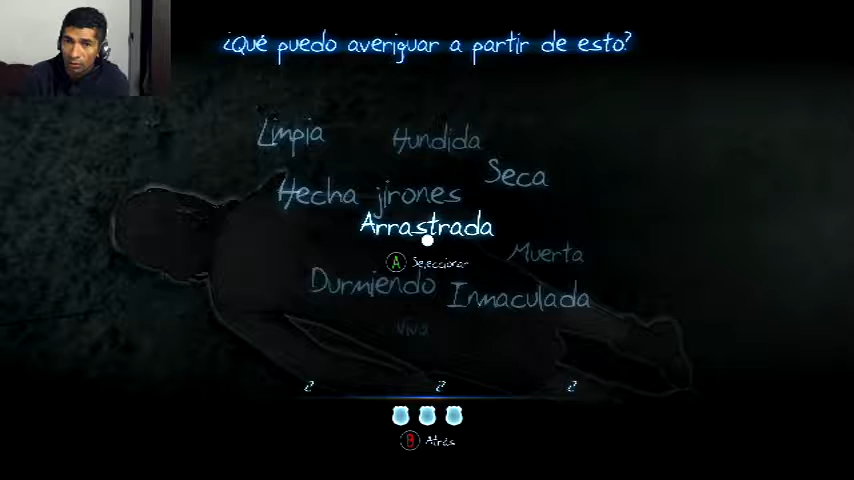 ¿Qué puedo averiguar a partir de esto?
Limpia
Hundida
Seca
Hecha jirones
Arrastrada
A Seleccionar
Muerta
Durmiendo
Inmaculada
Viva
? ? ?
B Atrás